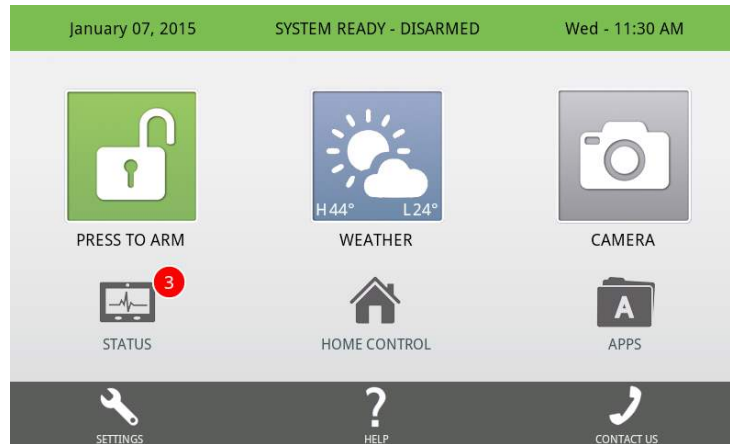 January 07, 2015 SYSTEM READY - DISARMED Wed - 11:30 AM
H44° L24°
PRESS TO ARM WEATHER CAMERA
3
A
STATUS HOME CONTROL APPS
?
SETTINGS HELP CONTACT US